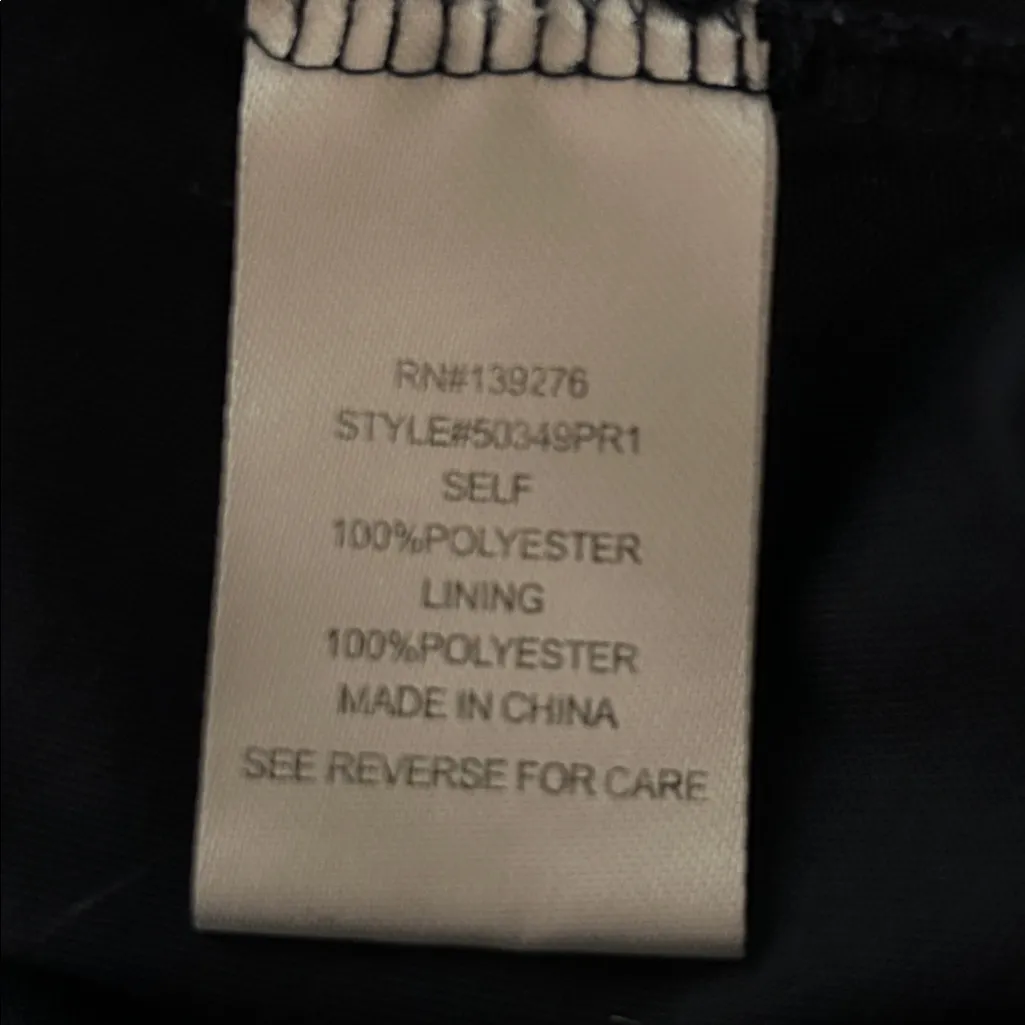 RN#139276
STYLE#50349PR1
SELF
100%POLYESTER
LINING
100%POLYESTER
MADE IN CHINA
SEE REVERSE FOR CARE